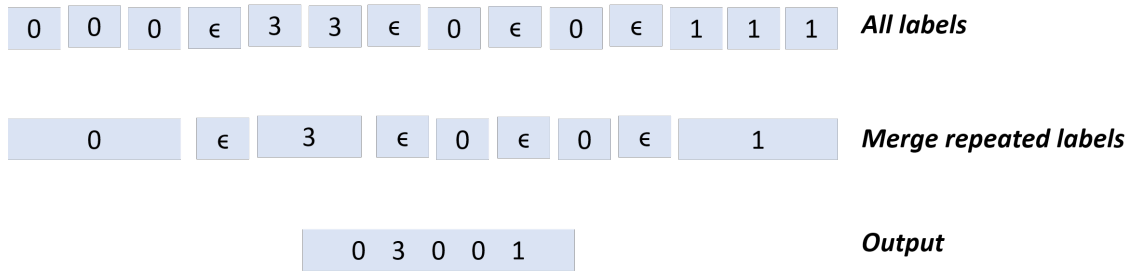 0 0 0 ϵ 3 3 ϵ 0 ϵ 0 ϵ 1 1 1 All labels
0 ϵ 3 ϵ 0 ϵ 0 ϵ 1 Merge repeated labels
0 3 0 0 1 Output